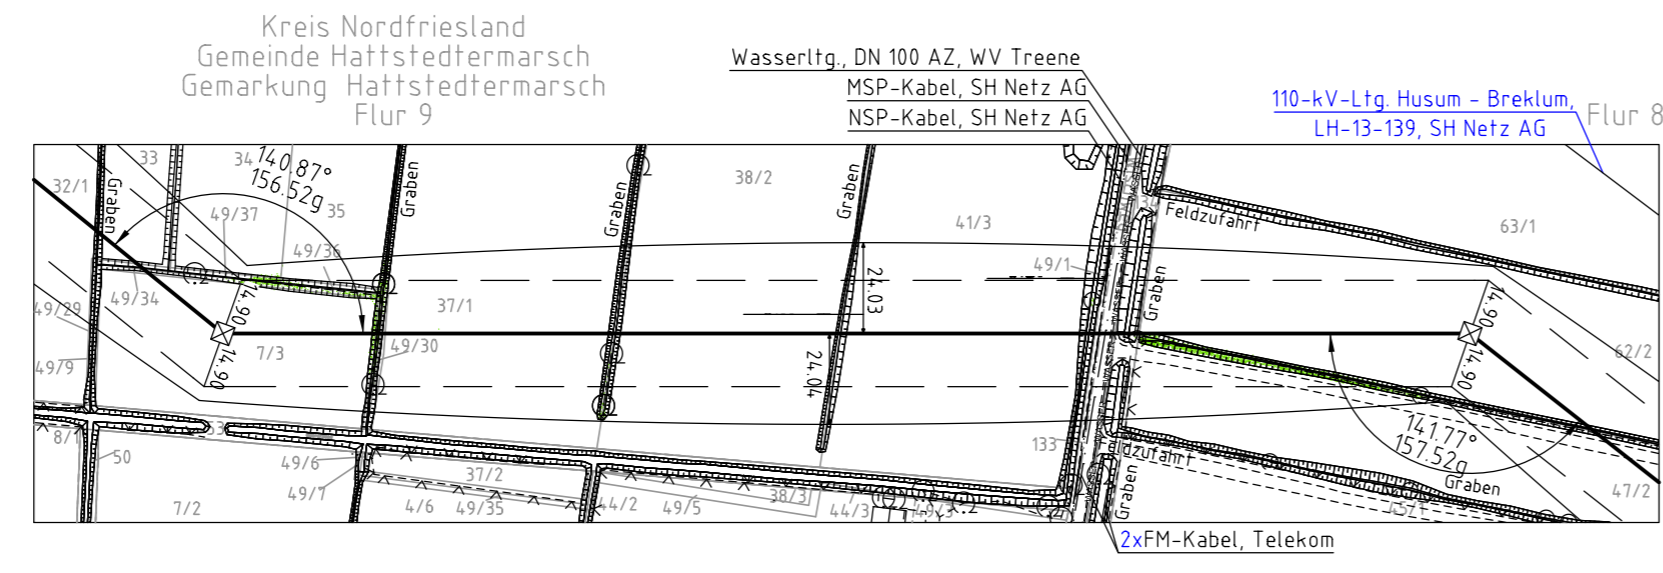 Kreis Nordfriesland
Gemeinde Hattstedtermarsch
Gemarkung Hattstedtermarsch
Flur 9
Wasserltg., DN 100 AZ, WV Treene
MSP-Kabel, SH Netz AG
NSP-Kabel, SH Netz AG
110-kV-Ltg. Husum - Breklum,
LH-13-139, SH Netz AG
Flur 8
33
34
140.87°
156.52g
32/1
Graben
49/37
35
49/36
Graben
Graben
38/2
Graben
41/3
Feldzufahrt
63/1
49/1
Graben
24.03
49/34
49/29
14.90
37/1
14.90
7/3
49/30
14.90
24.04
14.90
62/2
49/9
141.77°
157.52g
8/1
50
49/6
49/7
37/2
133
Feldzufahrt
Graben
Graben
7/2
4/6
49/35
44/2
49/5
38/3
44/3
49/3
45/1
47/2
2xFM-Kabel, Telekom